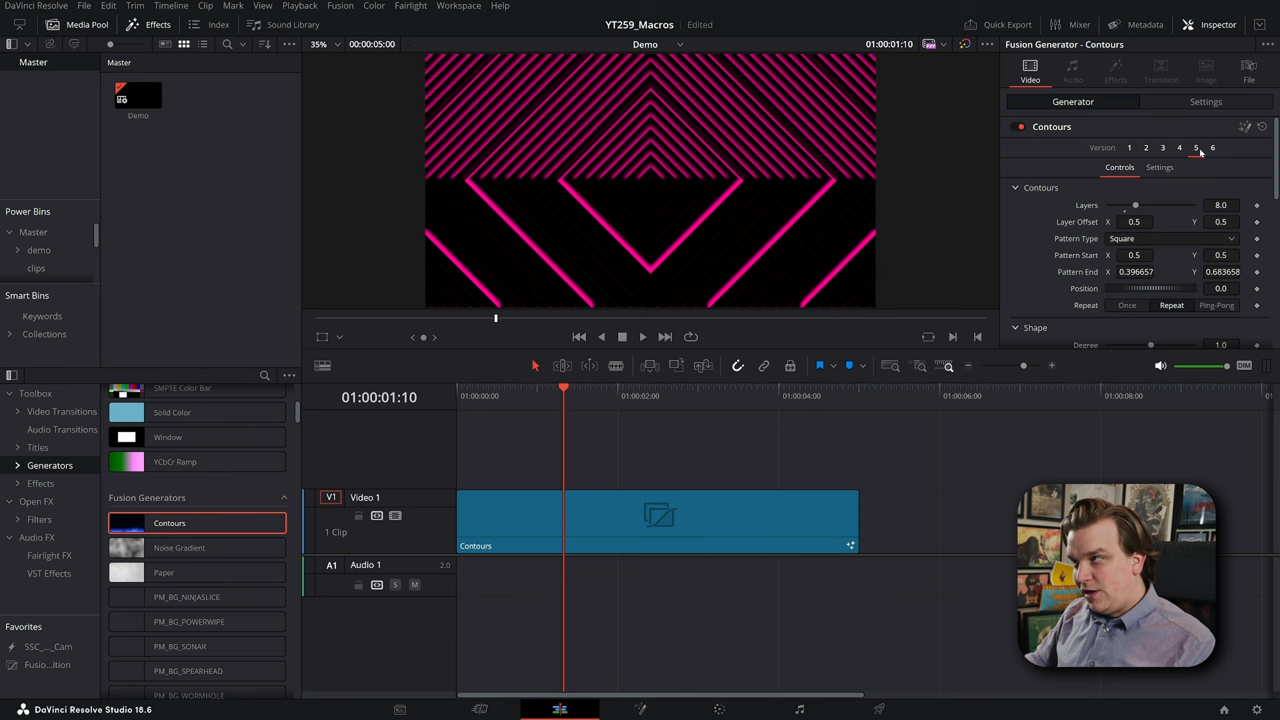 DaVinci Resolve File Edit Trim Timeline Clip Mark View Playback Fusion Color Fairlight Workspace Help
Media Pool Effects Index Sound Library YT259_Macros Edited Quick Export Mixer Metadata Inspector
35% 00:00:05:00 Demo 01:00:01:10 Fusion Generator - Contours
Master Master
Demo
Video Audio Effects Transition Image File
Generator Settings
Contours
Version 1 2 3 4 5 6
Controls Settings
Contours
Layers 8.0
Layer Offset X 0.5 Y 0.5
Pattern Type Square
Pattern Start X 0.5 Y 0.5
Pattern End X 0.396657 Y 0.683658
Position 0.0
Repeat Once Repeat Ping-Pong
Shape
Degree 1.0
Power Bins
Master
demo
clips
Smart Bins
Keywords
Collections
DIM
Toolbox
Video Transitions
Audio Transitions
Titles
Generators
Effects
Open FX
Filters
Audio FX
Fairlight FX
VST Effects
Favorites
SSC_..._Cam
Fusio...ition
SMPTE Color Bar
Solid Color
Window
YCbCr Ramp
Fusion Generators
Contours
Noise Gradient
Paper
PM_BG_NINJASLICE
PM_BG_POWERWIPE
PM_BG_SONAR
PM_BG_SPEARHEAD
PM_BG_WORMHOLE
01:00:01:10
01:00:00:00 01:00:02:00 01:00:04:00 01:00:06:00 01:00:08:00
V1 Video 1
1 Clip
Contours
A1 Audio 1 2.0
S M
DaVinci Resolve Studio 18.6